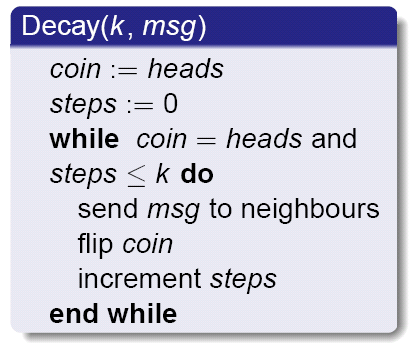 Decay(k, msg)
coin := heads
steps := 0
while coin = heads and
steps ≤ k do
send msg to neighbours
flip coin
increment steps
end while